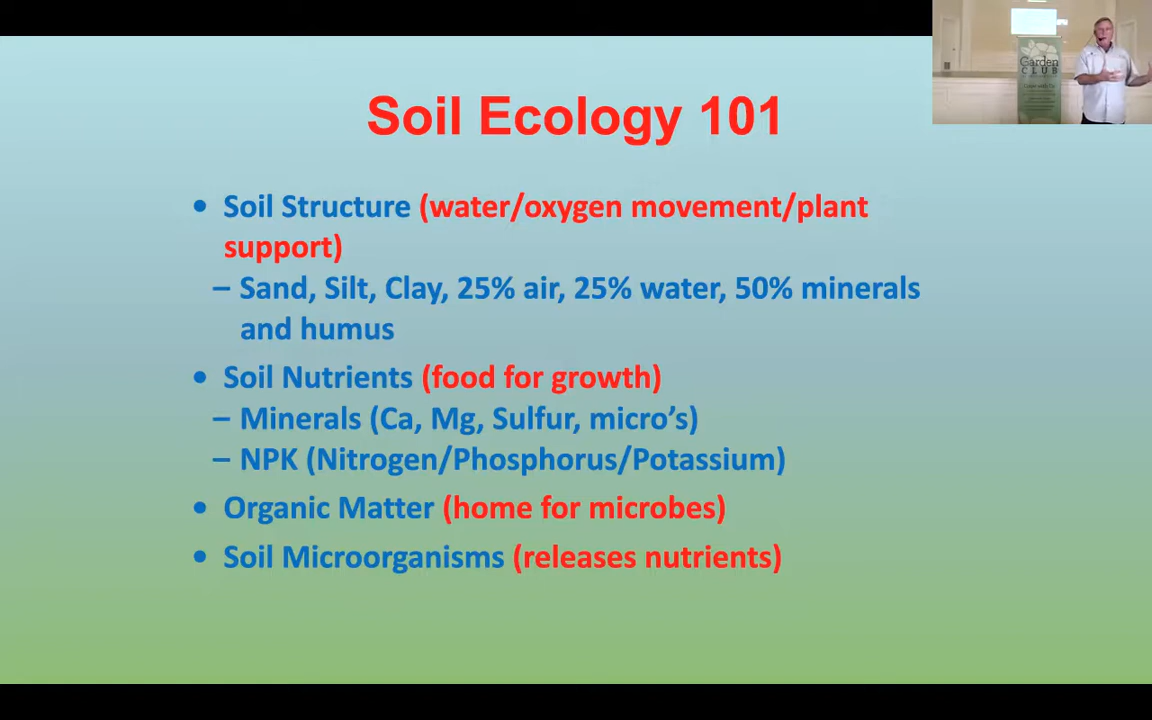 Soil Ecology 101
• Soil Structure (water/oxygen movement/plant
support)
– Sand, Silt, Clay, 25% air, 25% water, 50% minerals
and humus
• Soil Nutrients (food for growth)
– Minerals (Ca, Mg, Sulfur, micro’s)
– NPK (Nitrogen/Phosphorus/Potassium)
• Organic Matter (home for microbes)
• Soil Microorganisms (releases nutrients)
Garden
CLUB